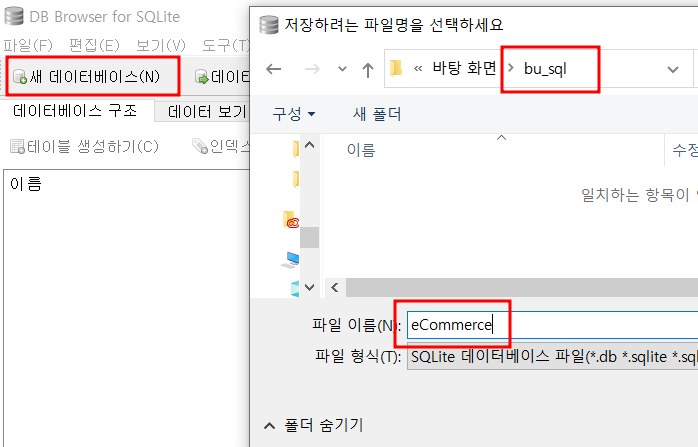 DB Browser for SQLite
파일(F) 편집(E) 보기(V) 도구(T)
새 데이터베이스(N) 데이터
데이터베이스 구조 데이터 보기
테이블 생성하기(C) 인덱스
이름
저장하려는 파일명을 선택하세요
« 바탕 화면 > bu_sql
구성 새 폴더
이름 수정
일치하는 항목이
파일 이름(N): eCommerce
파일 형식(T): SQLite 데이터베이스 파일(*.db *.sqlite *.sql
폴더 숨기기